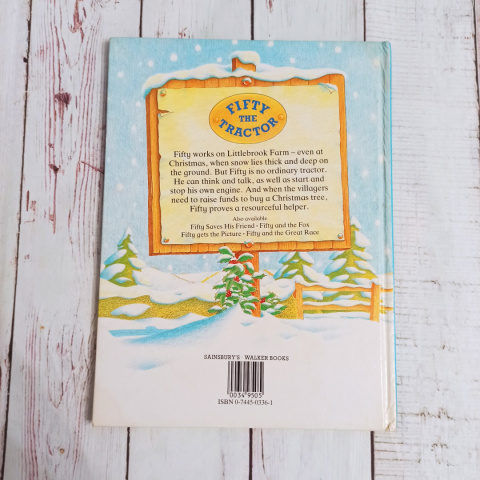 FIFTY
THE
TRACTOR
Fifty works on Littlebrook Farm – even at
Christmas, when snow lies thick and deep on
the ground. But Fifty is no ordinary tractor.
He can think and talk, as well as start and
stop his own engine. And when the villagers
need to raise funds to buy a Christmas tree,
Fifty proves a resourceful helper.
Also available
Fifty Saves His Friend · Fifty and the Fox
Fifty gets the Picture · Fifty and the Great Race
SAINSBURY'S WALKER BOOKS
00349505
ISBN 0-7445-0336-1